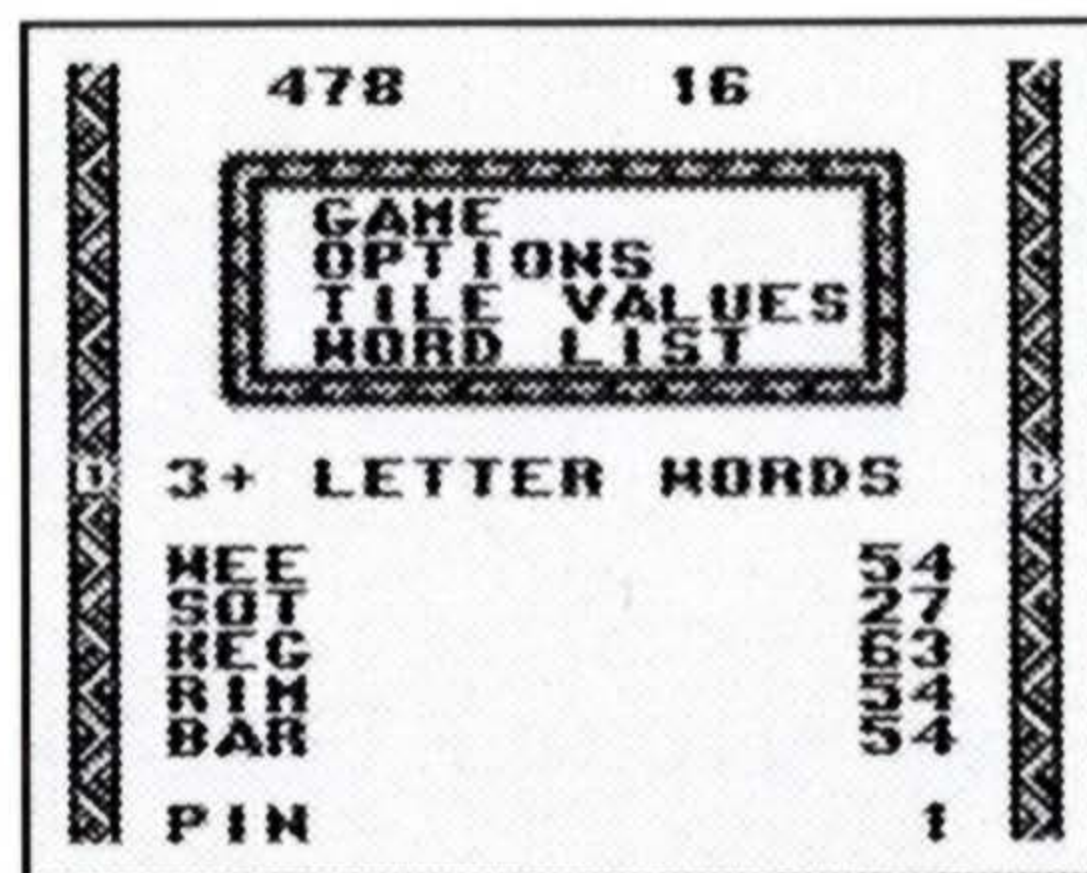 478 16
GAME
OPTIONS
TILE VALUES
WORD LIST
3+ LETTER WORDS
WEE 54
SOT 27
KEG 63
RIM 54
BAR 54
PIN 1